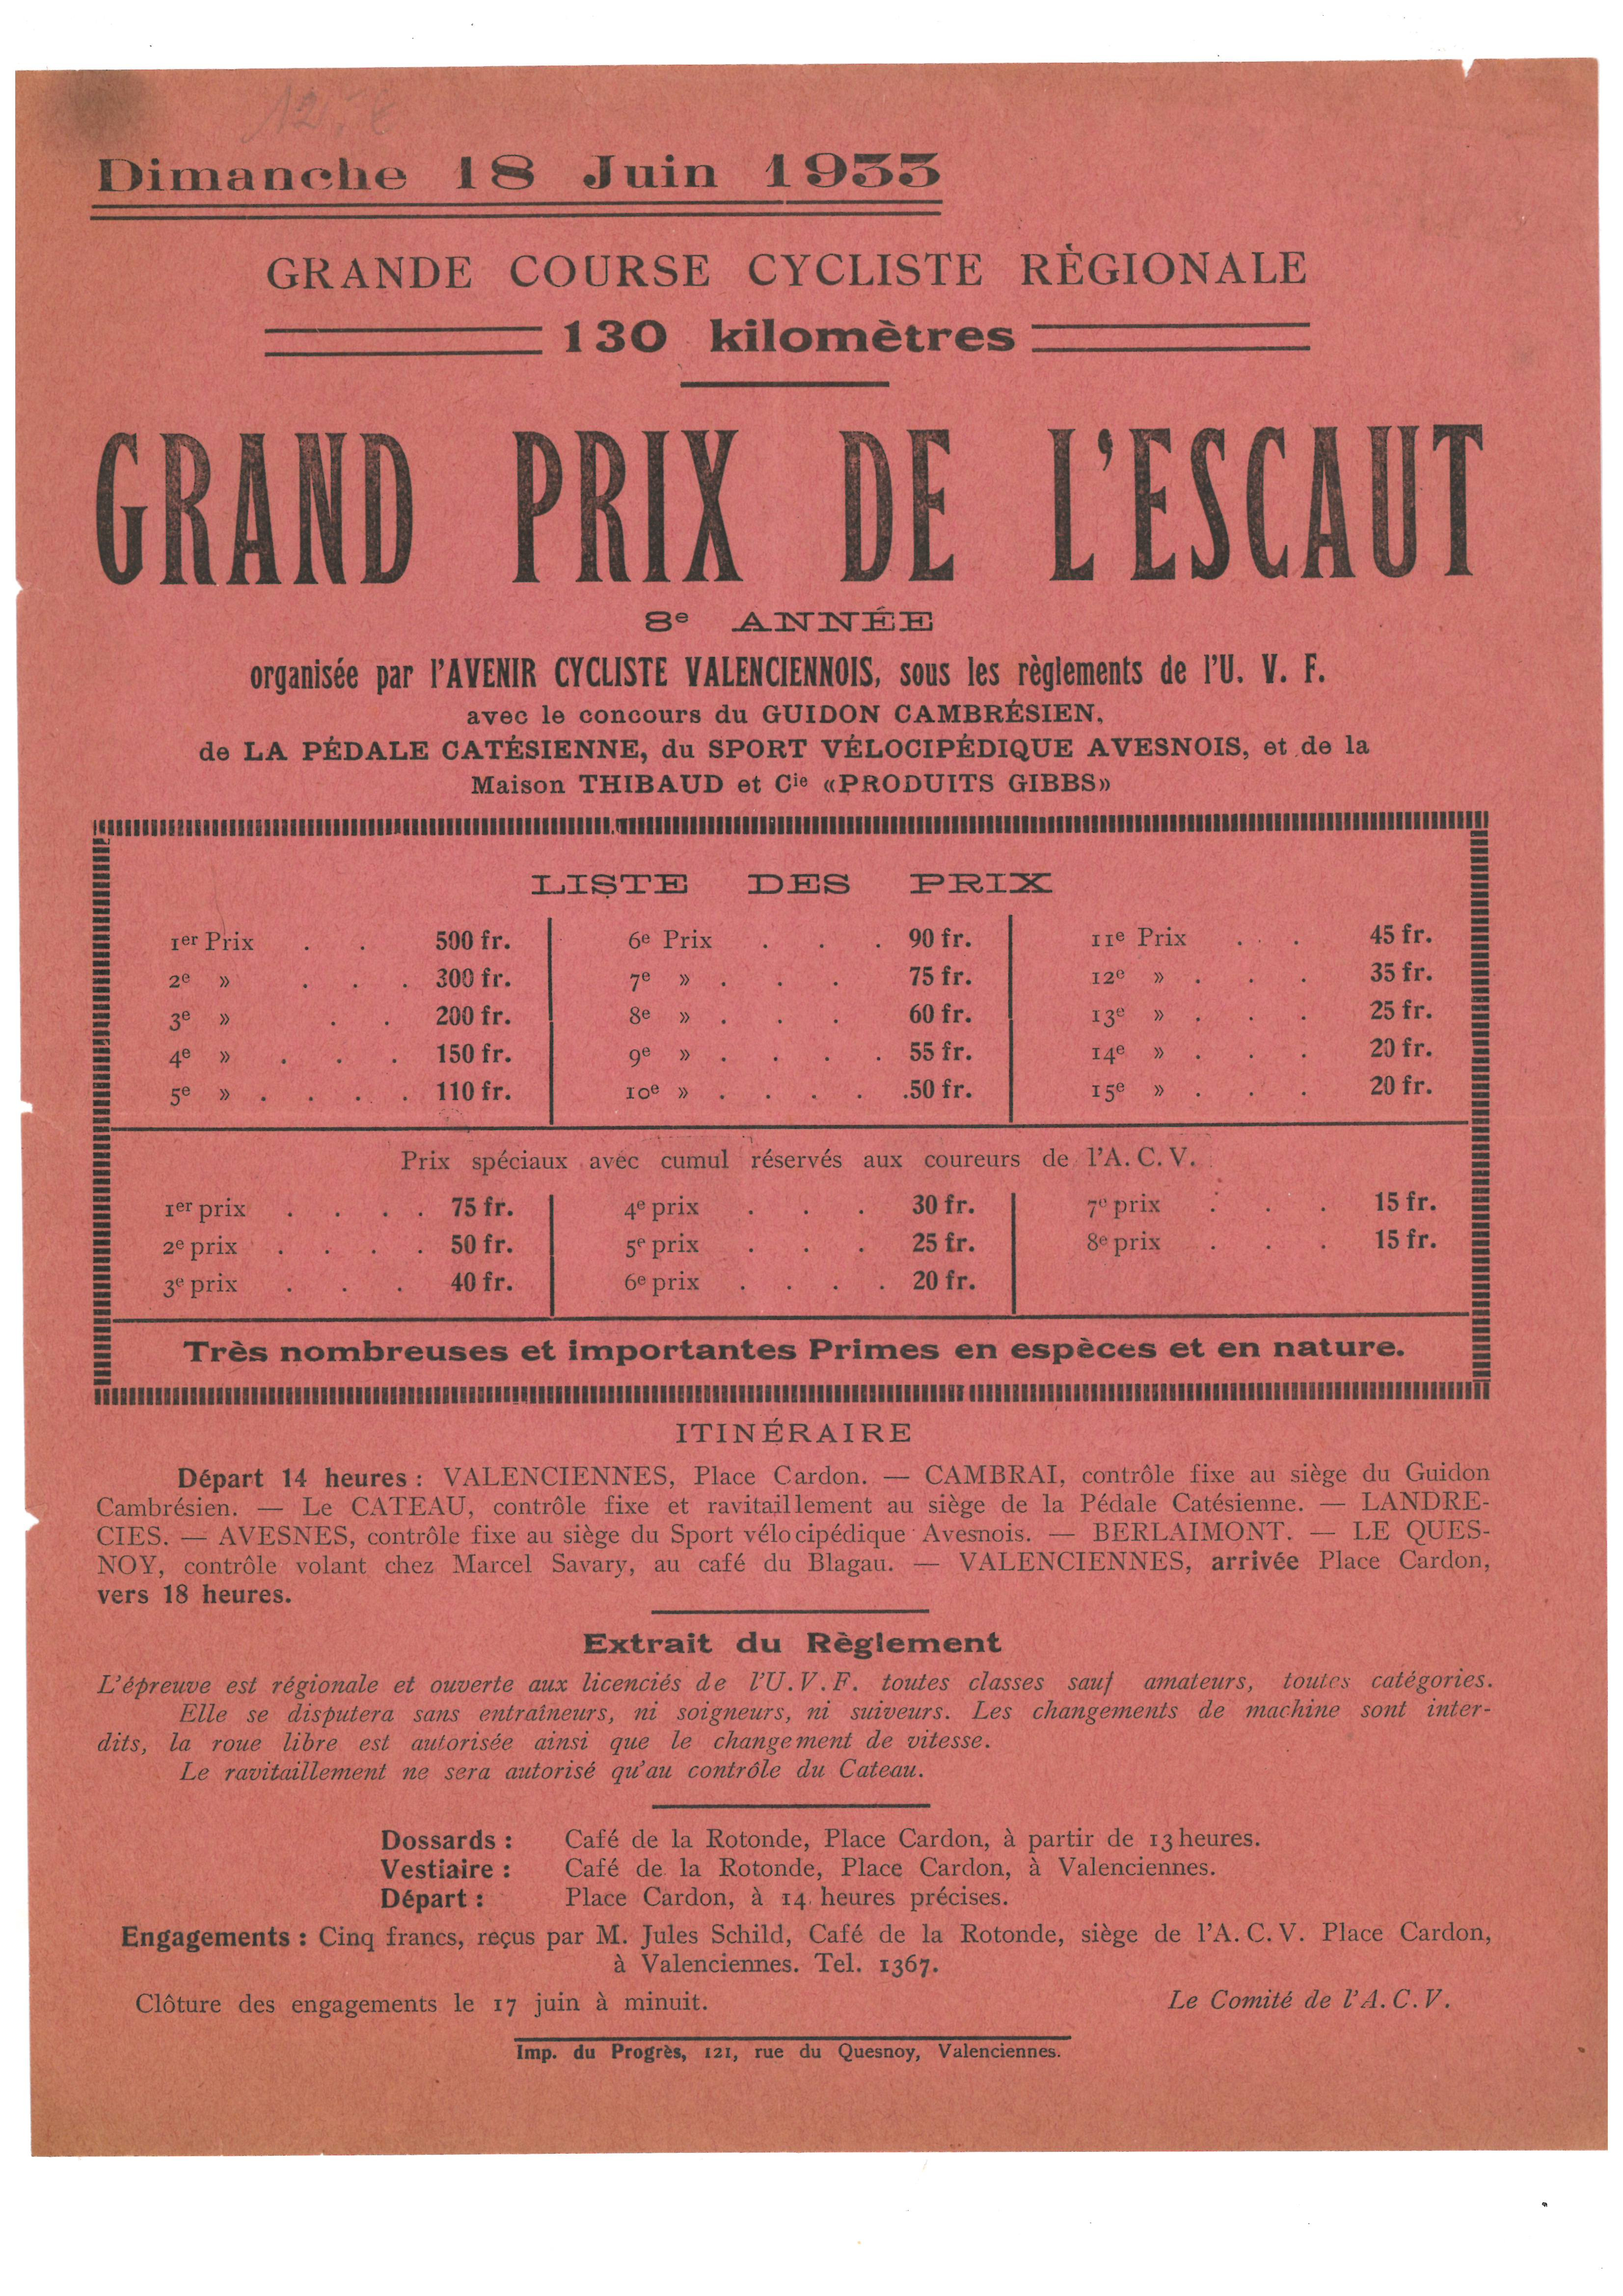 Dimanche 18 Juin 1933
GRANDE COURSE CYCLISTE RÈGIONALE
130 kilomètres
GRAND PRIX DE L'ESCAUT
8e ANNÉE
organisée par l'AVENIR CYCLISTE VALENCIENNOIS, sous les règlements de l'U. V. F.
avec le concours du GUIDON CAMBRÉSIEN,
de LA PÉDALE CATÉSIENNE, du SPORT VÉLOCIPÉDIQUE AVESNOIS, et de la
Maison THIBAUD et Cie «PRODUITS GIBBS»
LISTE DES PRIX
1er Prix . . 500 fr.
2e » . . . 300 fr.
3e » . . 200 fr.
4e » . . . 150 fr.
5e » . . . . . 110 fr.
6e Prix . . . 90 fr.
7e » . . . 75 fr.
8e » . . . 60 fr.
9e » . . . . 55 fr.
10e » . . . . .50 fr.
11e Prix . . . 45 fr.
12e » . . . 35 fr.
13e » . . . 25 fr.
14e » . . . 20 fr.
15e » . . . 20 fr.
Prix spéciaux avec cumul réservés aux coureurs de l'A. C. V.
1er prix . . . . . 75 fr.
2e prix . . . . . 50 fr.
3e prix . . . 40 fr.
4e prix . . . 30 fr.
5e prix . . . 25 fr.
6e prix . . . . 20 fr.
7e prix . . . 15 fr.
8e prix . . . 15 fr.
Très nombreuses et importantes Primes en espèces et en nature.
ITINÉRAIRE
Départ 14 heures : VALENCIENNES, Place Cardon. — CAMBRAI, contrôle fixe au siège du Guidon
Cambrésien. — Le CATEAU, contrôle fixe et ravitaillement au siège de la Pédale Catésienne. — LANDRE-
CIES. — AVESNES, contrôle fixe au siège du Sport vélocipédique Avesnois. — BERLAIMONT. — LE QUES-
NOY, contrôle volant chez Marcel Savary, au café du Blagau. — VALENCIENNES, arrivée Place Cardon,
vers 18 heures.
Extrait du Règlement
L'épreuve est régionale et ouverte aux licenciés de l'U. V. F. toutes classes sauf amateurs, toutes catégories.
Elle se disputera sans entraîneurs, ni soigneurs, ni suiveurs. Les changements de machine sont inter-
dits, la roue libre est autorisée ainsi que le changement de vitesse.
Le ravitaillement ne sera autorisé qu'au contrôle du Cateau.
Dossards : Café de la Rotonde, Place Cardon, à partir de 13 heures.
Vestiaire : Café de la Rotonde, Place Cardon, à Valenciennes.
Départ : Place Cardon, à 14 heures précises.
Engagements : Cinq francs, reçus par M. Jules Schild, Café de la Rotonde, siège de l'A. C. V. Place Cardon,
à Valenciennes. Tel. 1367.
Clôture des engagements le 17 juin à minuit.
Le Comité de l'A. C. V.
Imp. du Progrès, 121, rue du Quesnoy, Valenciennes.